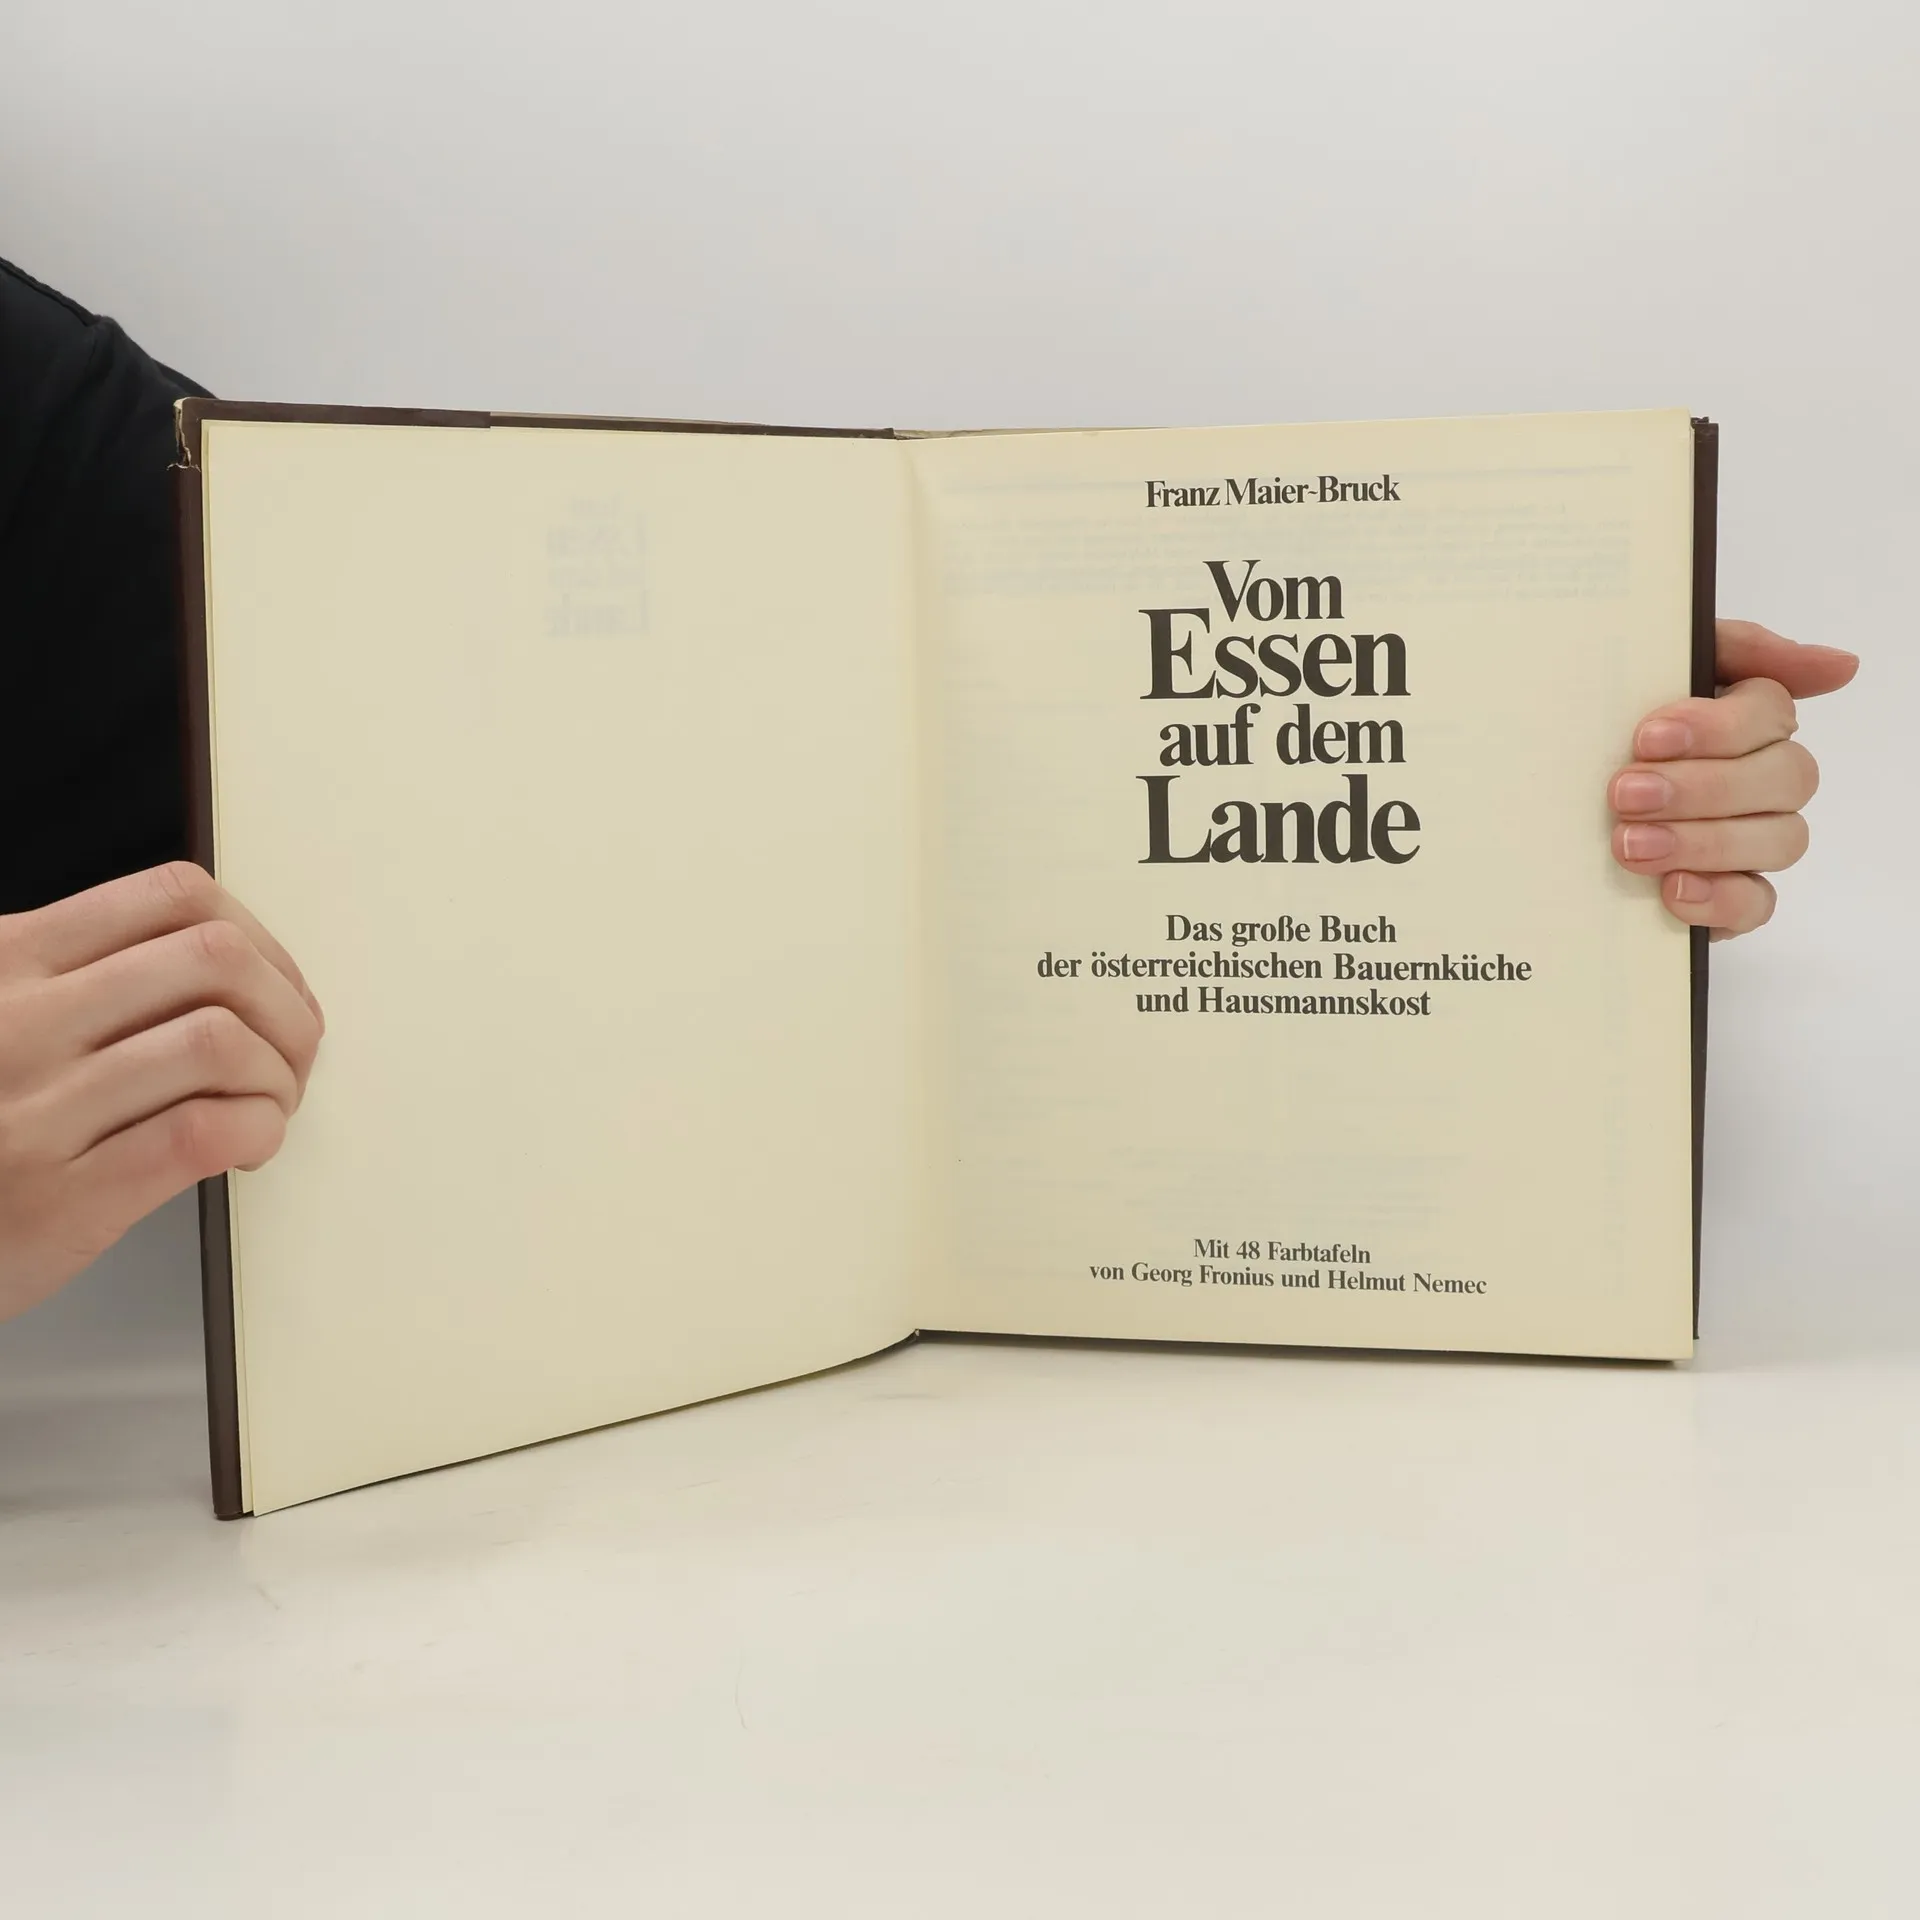 Franz Maier-Bruck
Vom
Essen
auf dem
Lande
Das große Buch
der österreichischen Bauernküche
und Hausmannskost
Mit 48 Farbtafeln
von Georg Fronius und Helmut Nemec